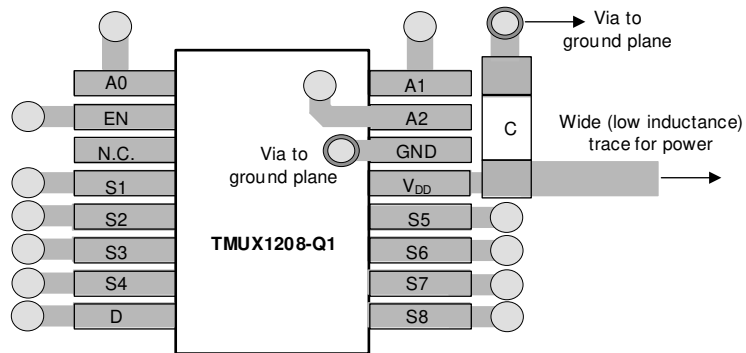 Via to
ground plane
A0
A1
EN
A2
C
Wide (low inductance)
trace for power
N.C.
Via to
ground plane
GND
S1
VDD
S2
S5
TMUX1208-Q1
S3
S6
S4
S7
D
S8